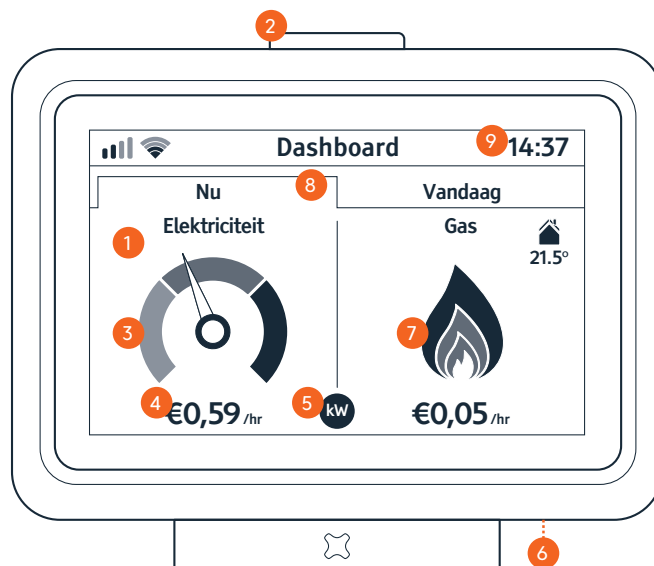 2
Dashboard 9 14:37
Nu 8 Vandaag
1 Elektriciteit Gas
21.5°
3 7
4 €0,59 /hr 5 kW €0,05 /hr
6